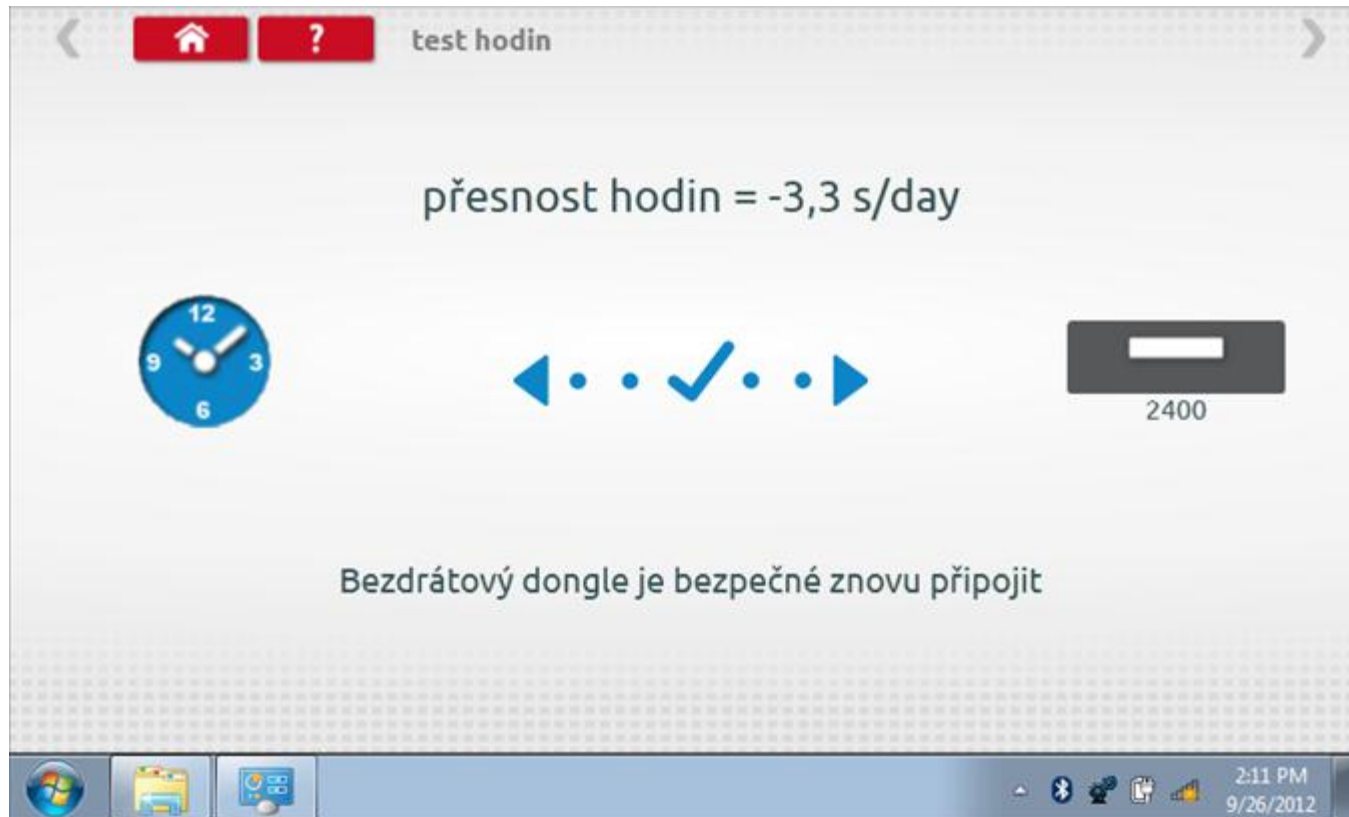 ? test hodin
přesnost hodin = -3,3 s/day
12
9 3
6
2400
Bezdrátový dongle je bezpečné znovu připojit
2:11 PM
9/26/2012